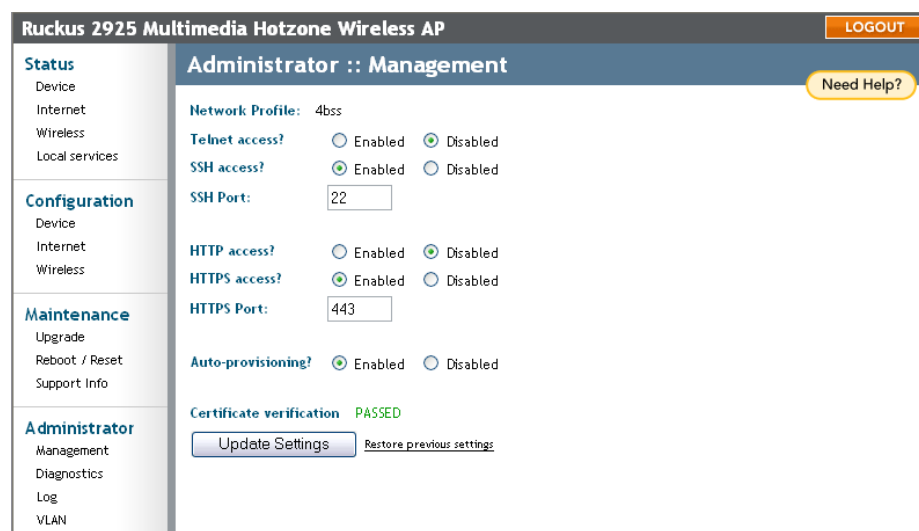 Ruckus 2925 Multimedia Hotzone Wireless AP
LOGOUT
Status
Device
Internet
Wireless
Local services
Configuration
Device
Internet
Wireless
Maintenance
Upgrade
Reboot / Reset
Support Info
Administrator
Management
Diagnostics
Log
VLAN
Administrator :: Management
Need Help?
Network Profile: 4bss
Telnet access? Enabled Disabled
SSH access? Enabled Disabled
SSH Port: 22
HTTP access? Enabled Disabled
HTTPS access? Enabled Disabled
HTTPS Port: 443
Auto-provisioning? Enabled Disabled
Certificate verification PASSED
Update Settings Restore previous settings